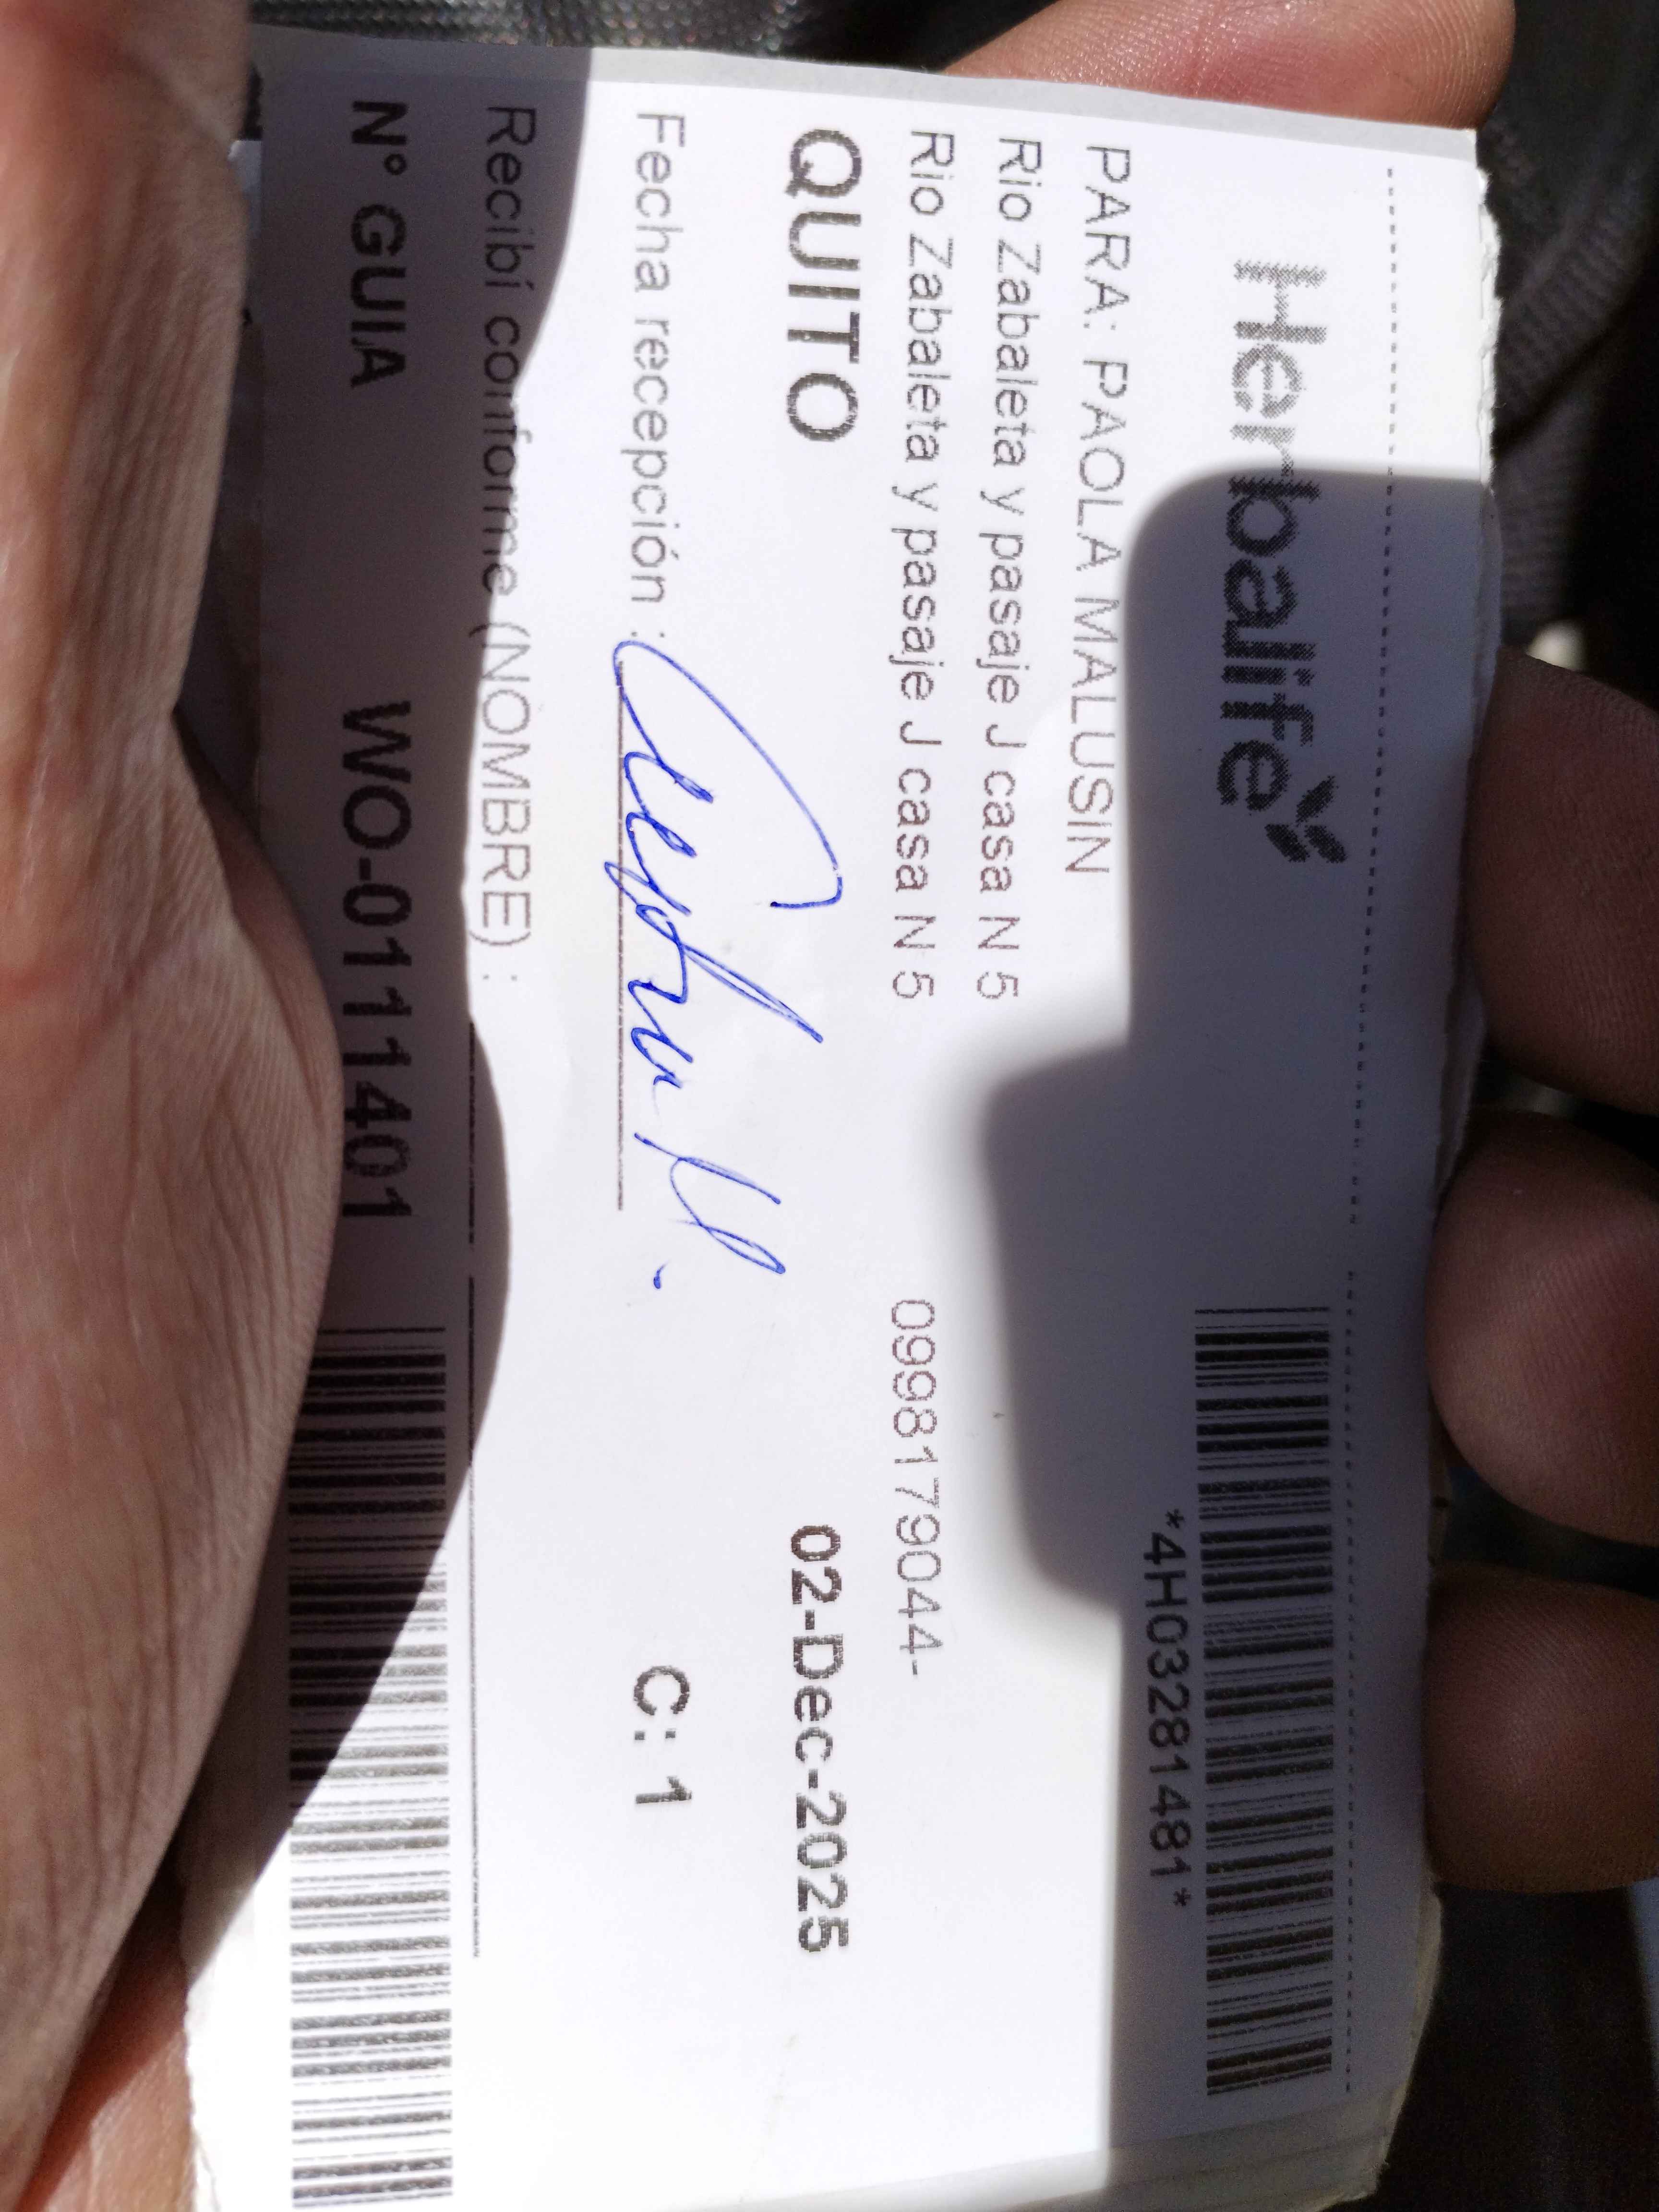 Herbalife
*4H03281481*
PARA: PAOLA MALUSIN
Rio Zabaleta y pasaje J casa N 5
Rio Zabaleta y pasaje J casa N 5 0998179044-
QUITO 02-Dec-2025
Fecha recepción : C: 1
Recibí conforme (NOMBRE) :
N° GUIA WO-01111401